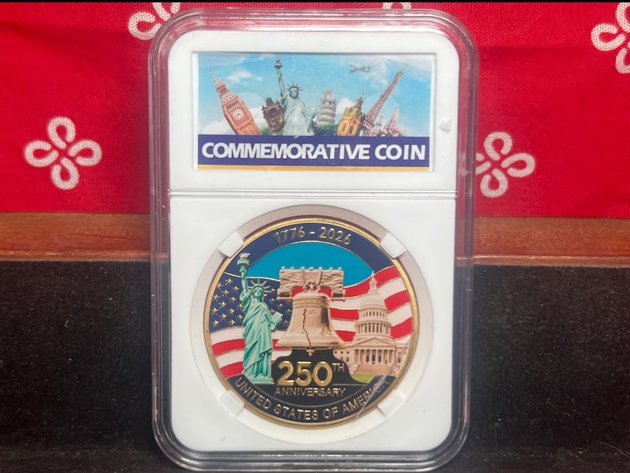 COMMEMORATIVE COIN
1776 - 2026
250TH
ANNIVERSARY
UNITED STATES OF AMERICA